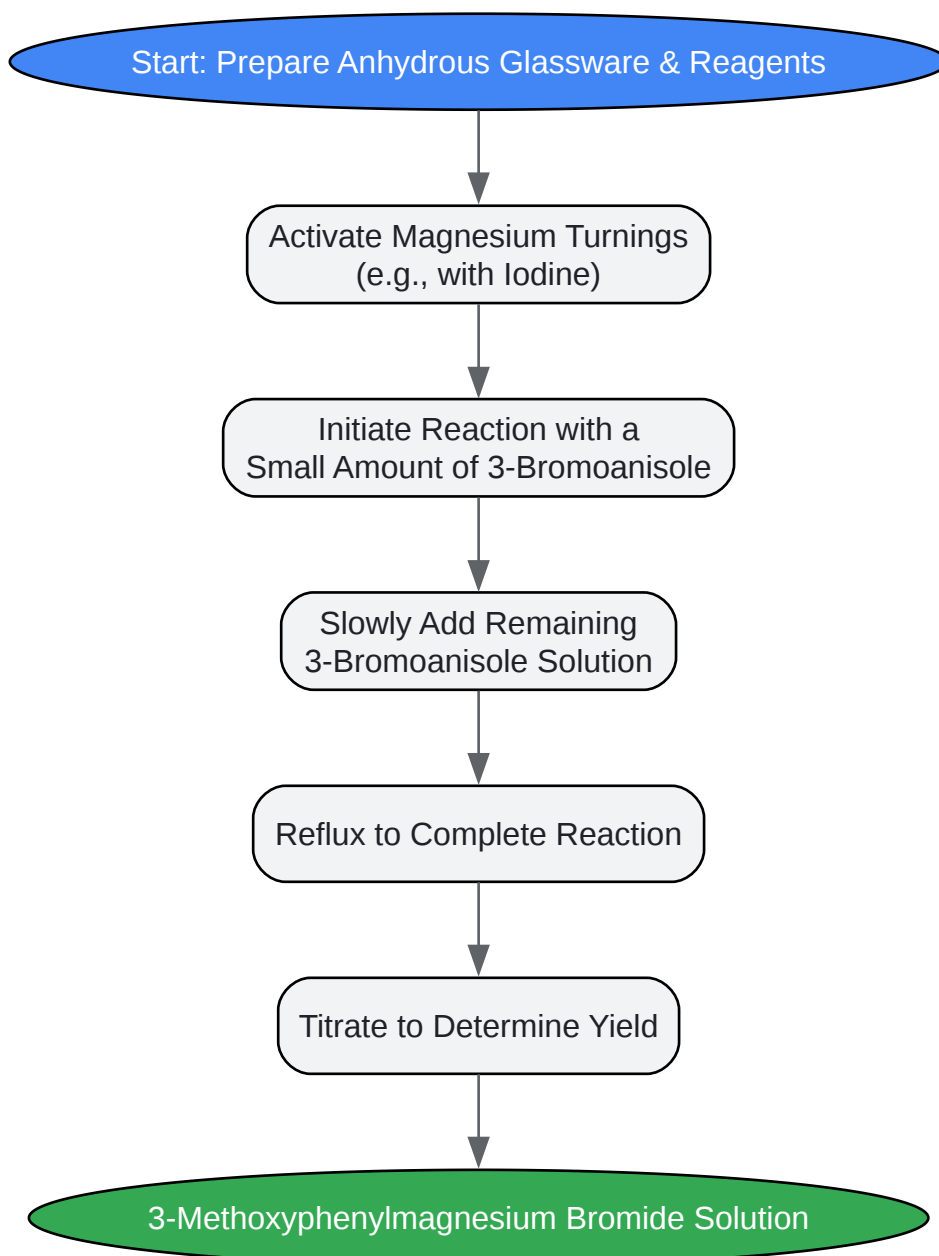 Start: Prepare Anhydrous Glassware & Reagents
Activate Magnesium Turnings
(e.g., with Iodine)
Initiate Reaction with a
Small Amount of 3-Bromoanisole
Slowly Add Remaining
3-Bromoanisole Solution
Reflux to Complete Reaction
Titrate to Determine Yield
3-Methoxyphenylmagnesium Bromide Solution